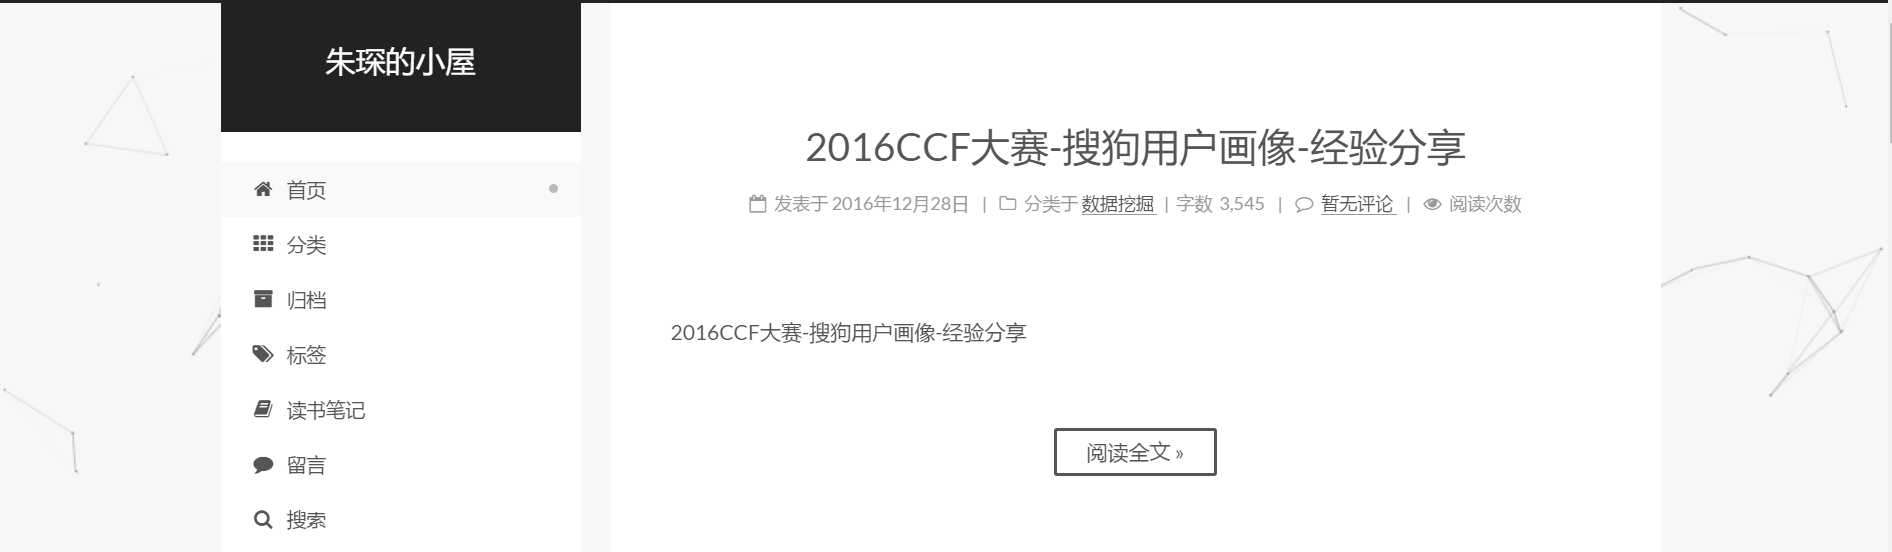 朱琛的小屋
首页
分类
归档
标签
读书笔记
留言
搜索
2016CCF大赛-搜狗用户画像-经验分享
发表于 2016年12月28日 | 分类于 数据挖掘 | 字数 3,545 | 暂无评论 | 阅读次数
2016CCF大赛-搜狗用户画像-经验分享
阅读全文 »